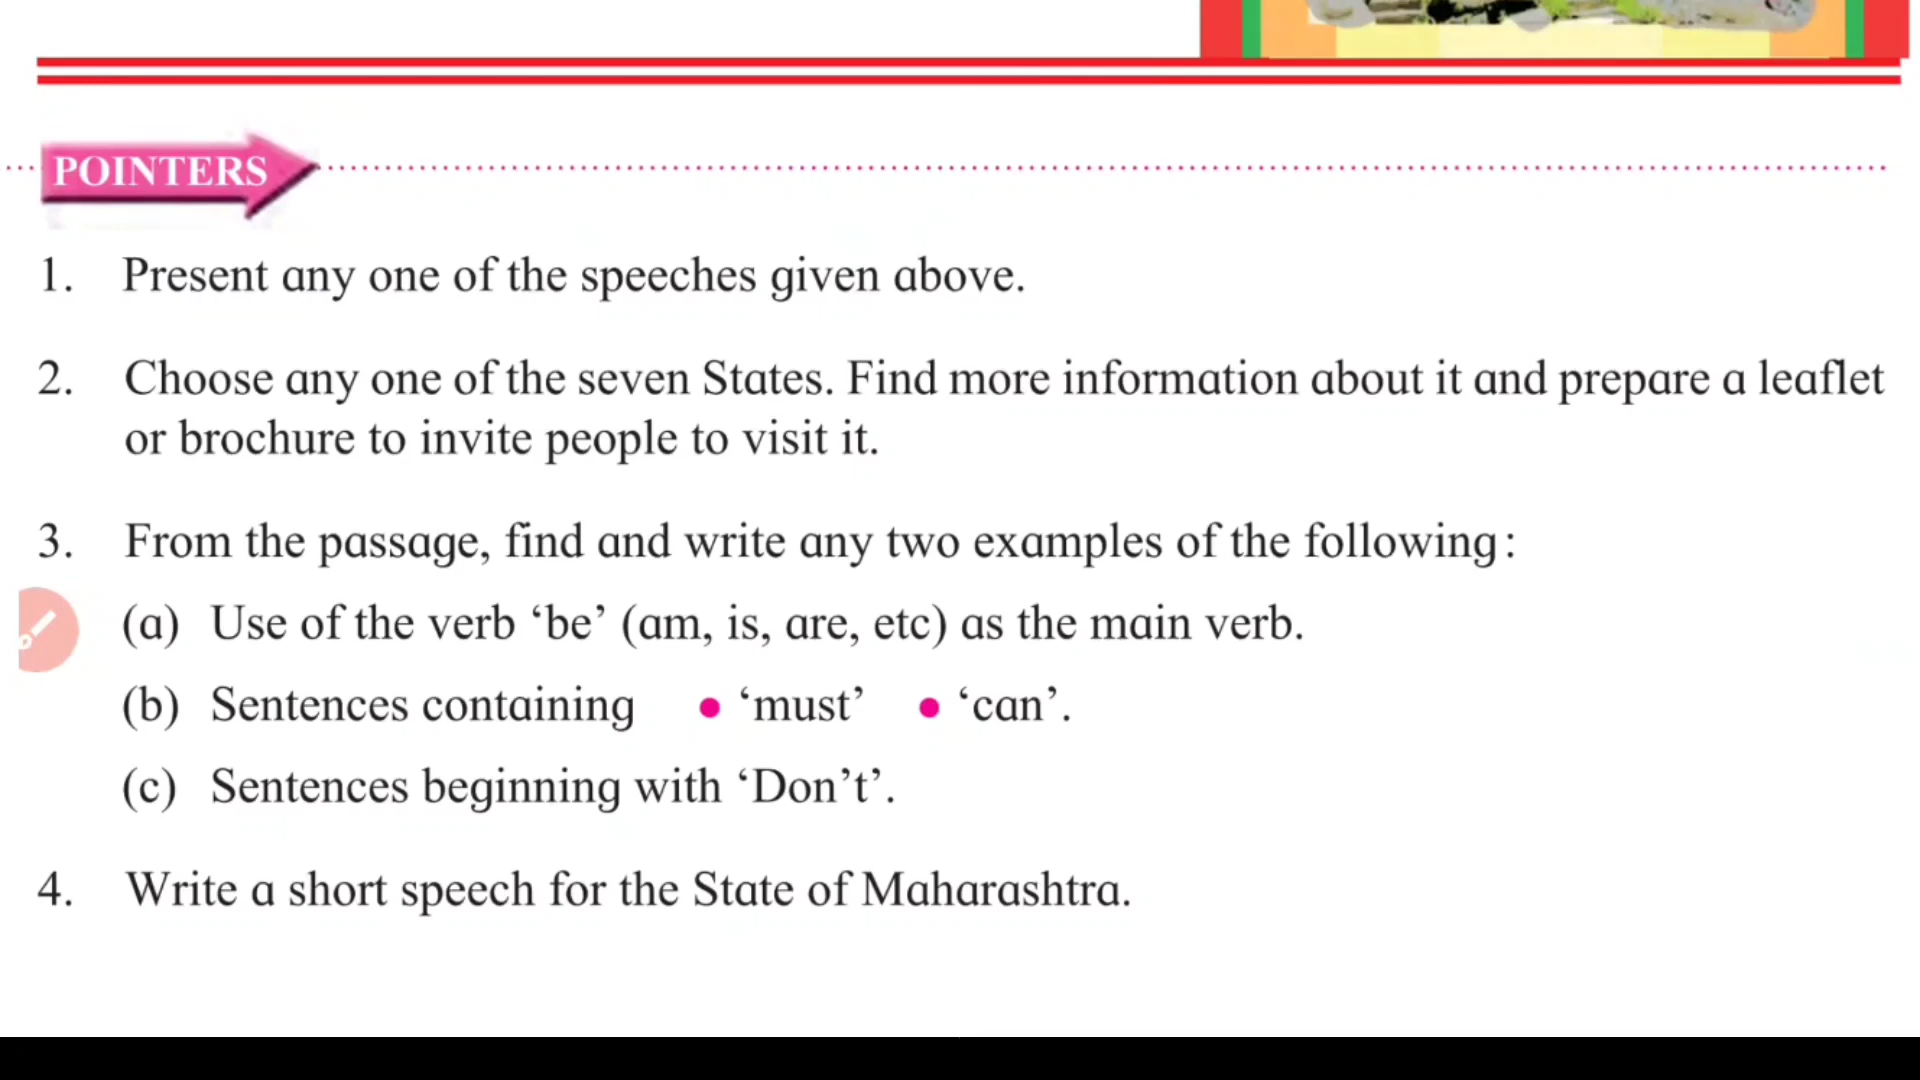 POINTERS
1. Present any one of the speeches given above.
2. Choose any one of the seven States. Find more information about it and prepare a leaflet
or brochure to invite people to visit it.
3. From the passage, find and write any two examples of the following:
(a) Use of the verb ‘be’ (am, is, are, etc) as the main verb.
(b) Sentences containing • ‘must’ • ‘can’.
(c) Sentences beginning with ‘Don’t’.
4. Write a short speech for the State of Maharashtra.